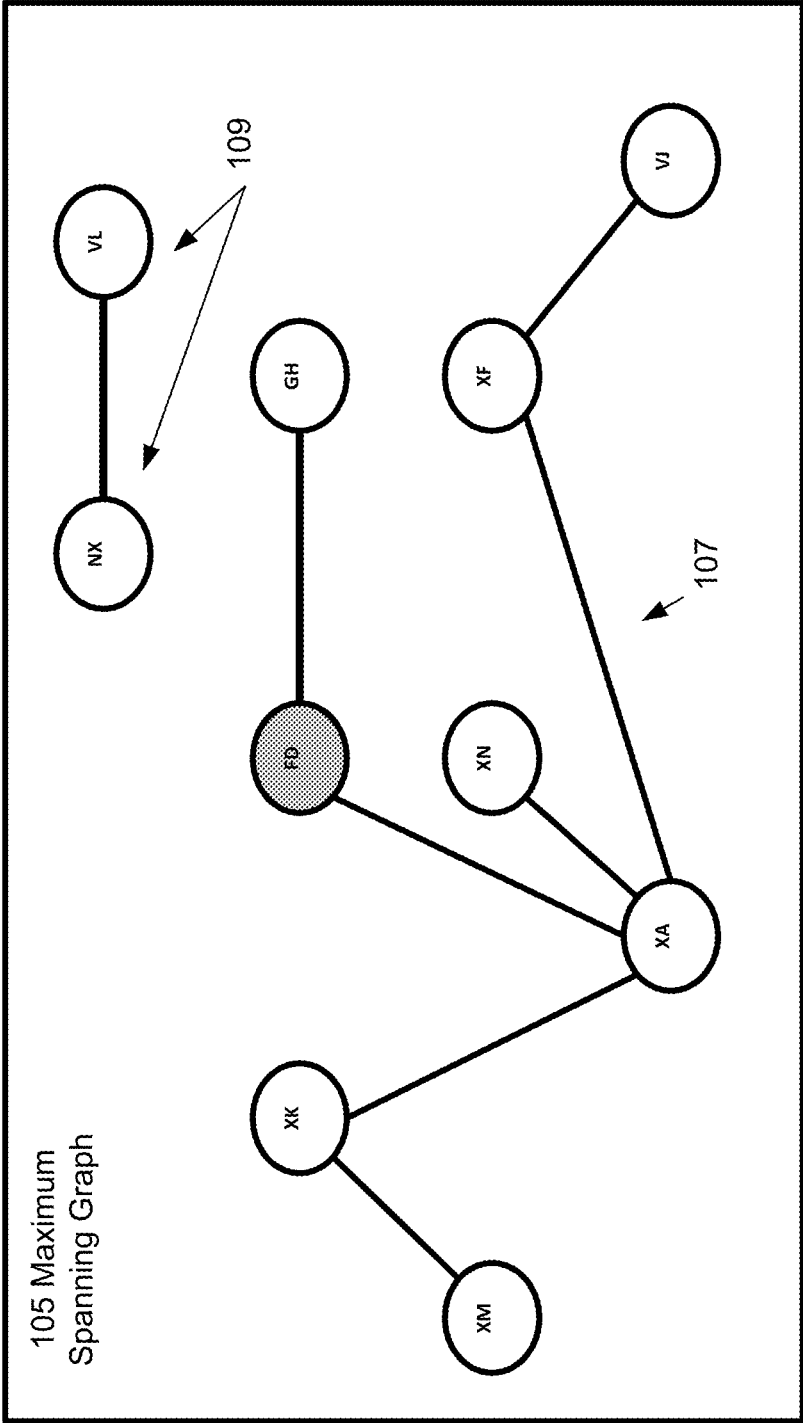 105 Maximum
Spanning Graph
NX
VL
109
XK
FD
GH
XM
XN
XF
XA
VJ
107